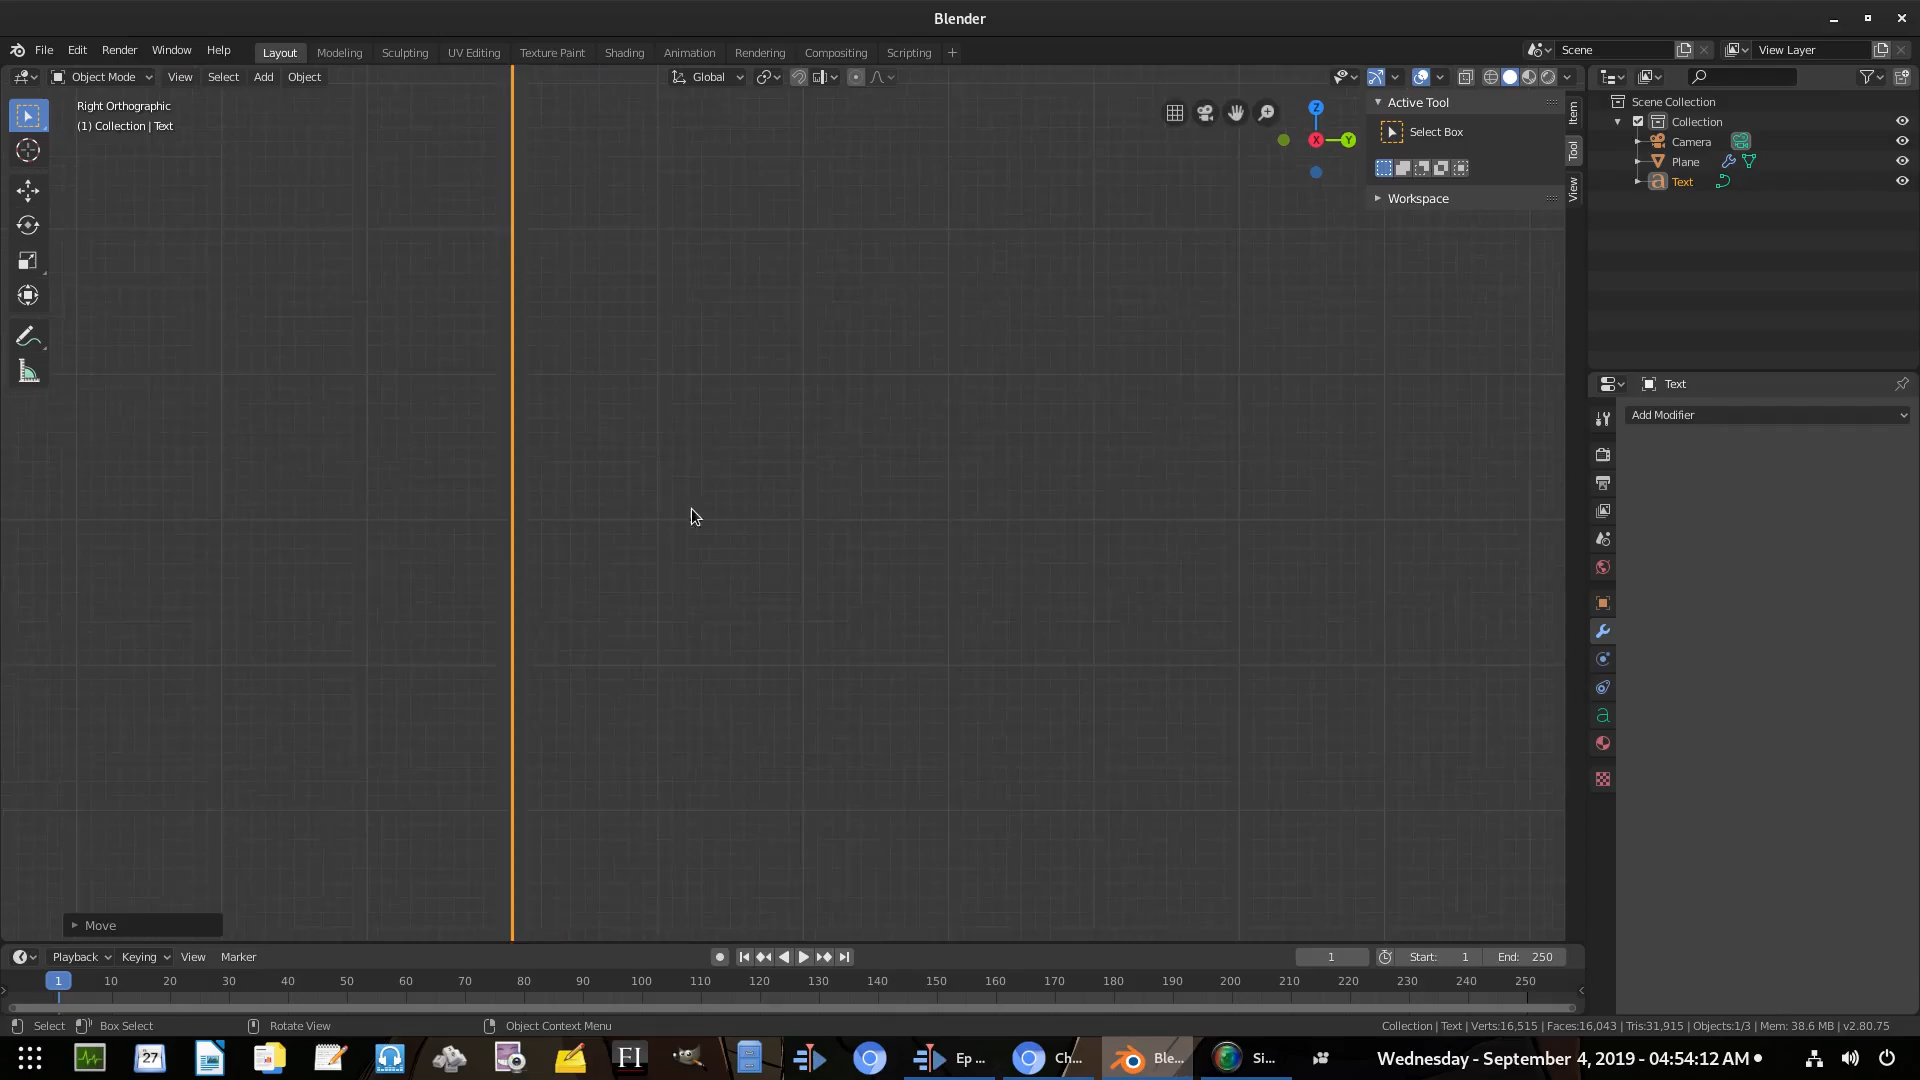 Blender
File Edit Render Window Help
Layout Modeling Sculpting UV Editing Texture Paint Shading Animation Rendering Compositing Scripting +
Scene
View Layer
Object Mode View Select Add Object
Global
Right Orthographic
(1) Collection | Text
Z
X
Y
Active Tool
Select Box
Workspace
Item
Tool
View
Scene Collection
Collection
Camera
Plane
Text
Text
Add Modifier
Move
Playback Keying View Marker
1
Start: 1
End: 250
1 10 20 30 40 50 60 70 80 90 100 110 120 130 140 150 160 170 180 190 200 210 220 230 240 250
Select Box Select Rotate View Object Context Menu
Collection | Text | Verts:16,515 | Faces:16,043 | Tris:31,915 | Objects:1/3 | Mem: 38.6 MB | v2.80.75
27
FI
Ep ...
Ch...
Ble...
Si...
Wednesday - September 4, 2019 - 04:54:12 AM